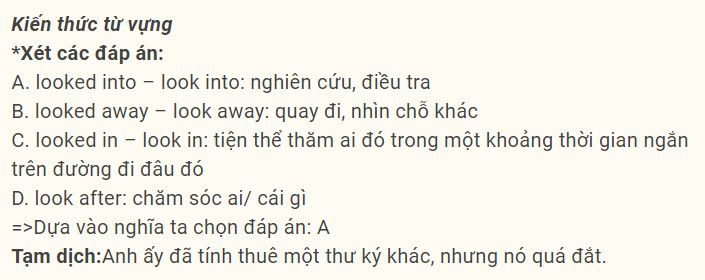 Kiến thức từ vựng
*Xét các đáp án:
A. looked into – look into: nghiên cứu, điều tra
B. looked away – look away: quay đi, nhìn chỗ khác
C. looked in – look in: tiện thể thăm ai đó trong một khoảng thời gian ngắn
trên đường đi đâu đó
D. look after: chăm sóc ai/ cái gì
=>Dựa vào nghĩa ta chọn đáp án: A
Tạm dịch:Anh ấy đã tính thuê một thư ký khác, nhưng nó quá đắt.